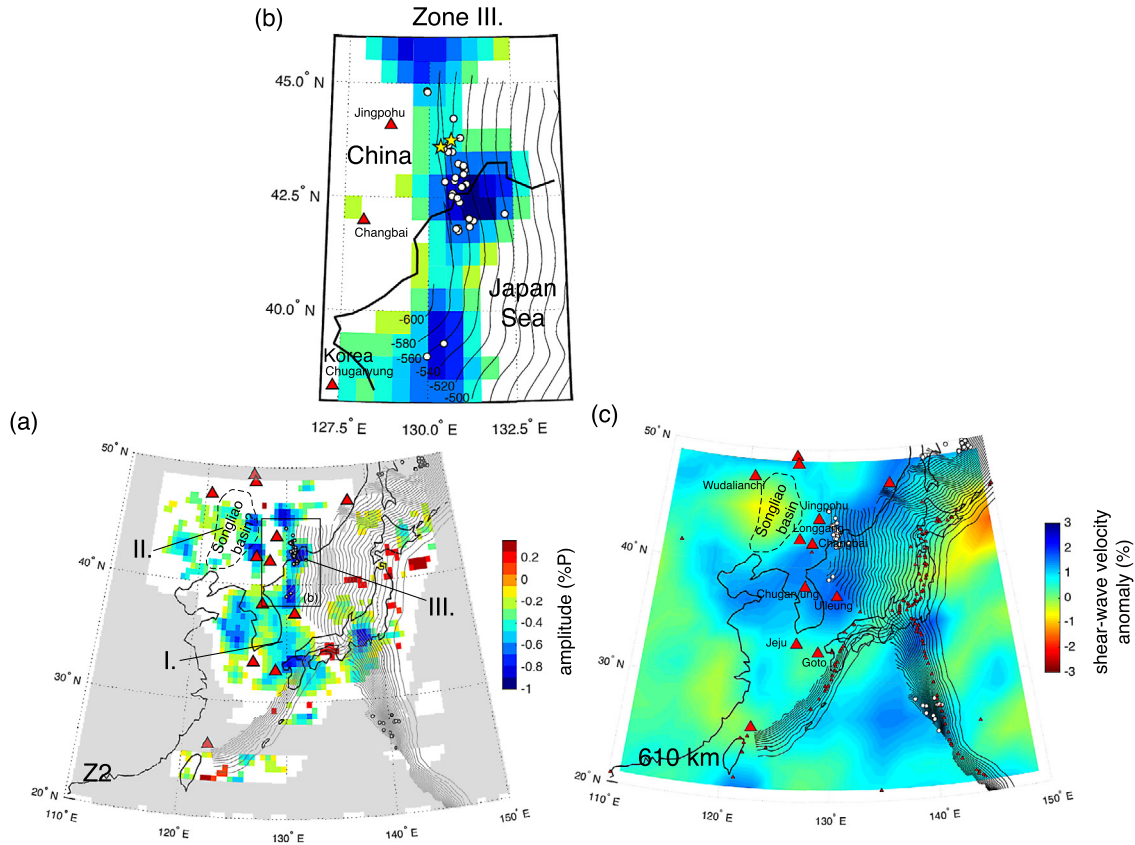 (b)
Zone III.
45.0° N
42.5° N
40.0° N
127.5° E
130.0° E
132.5° E
Jingpohu
China
Changbai
Japan
Sea
Korea
Chugaryung
-600
-580
-560
-540
-520
-500
(a)
50° N
40° N
30° N
20° N
110° E
120° E
130° E
140° E
150° E
Songliao
basin?
II.
I.
III.
(b)
Z2
0.2
0
-0.2
-0.4
-0.6
-0.8
-1
amplitude (%P)
(c)
50° N
40° N
30° N
20° N
110° E
120° E
130° E
140° E
150° E
Wudalianchi
Songliao
basin
Jingpohu
Longgang
Changbai
Chugaryung
Ulleung
Jeju
Goto
610 km
3
2
1
0
-1
-2
-3
shear-wave velocity
anomaly (%)